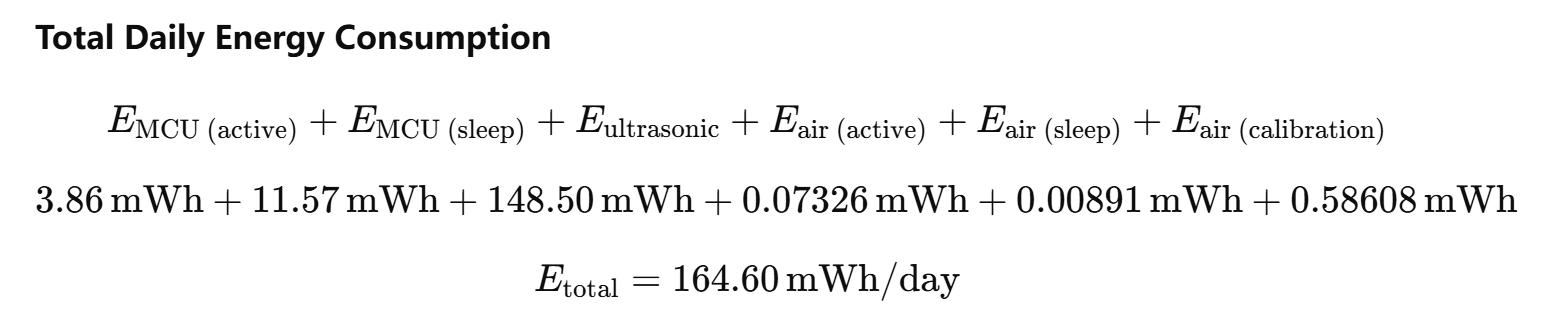 Total Daily Energy Consumption
E_MCU (active) + E_MCU (sleep) + E_ultrasonic + E_air (active) + E_air (sleep) + E_air (calibration)
3.86 mWh + 11.57 mWh + 148.50 mWh + 0.07326 mWh + 0.00891 mWh + 0.58608 mWh
E_total = 164.60 mWh/day